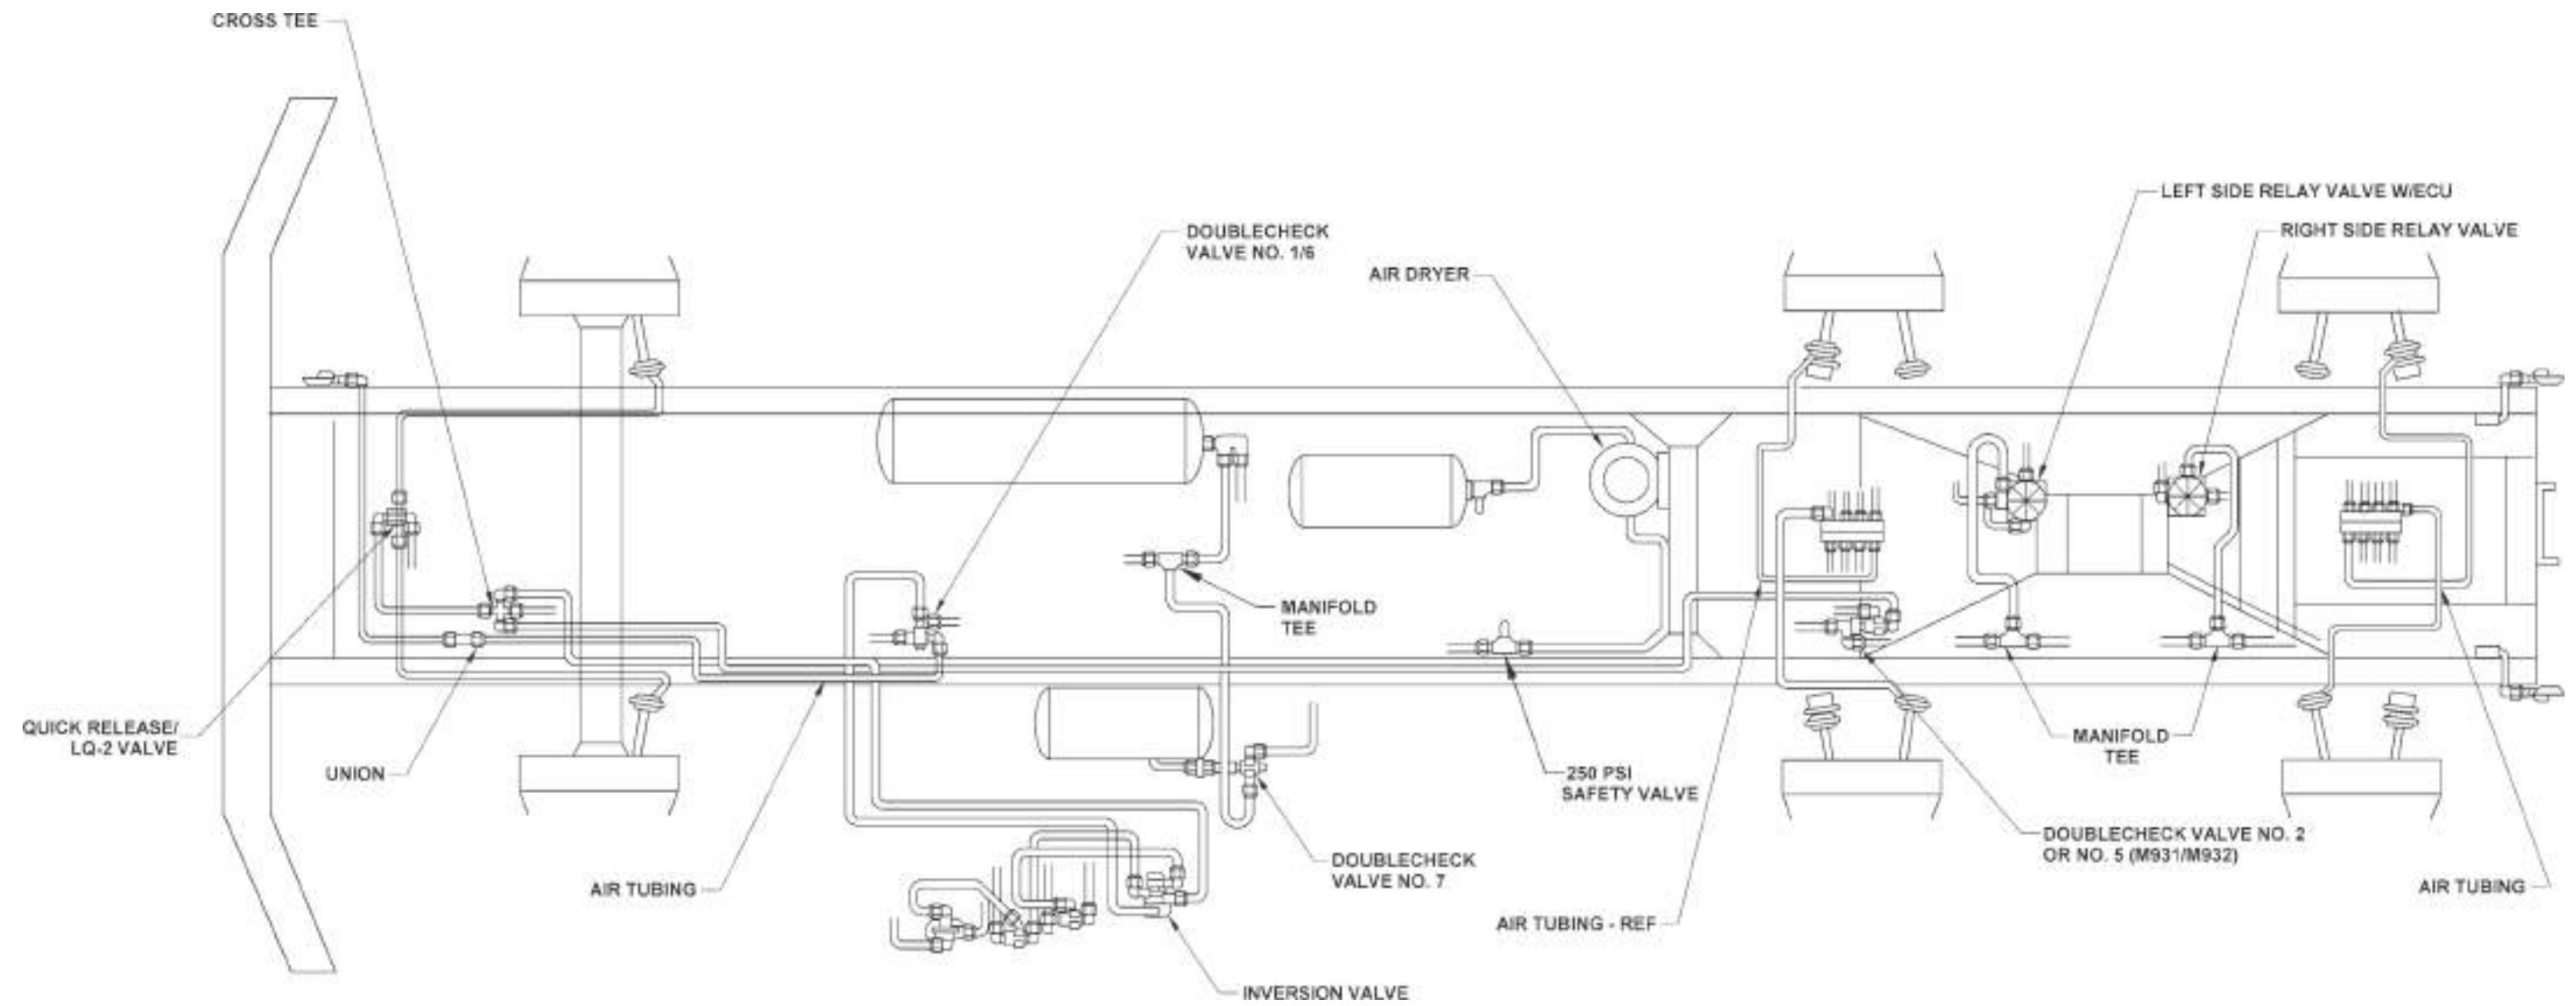 CROSS TEE
LEFT SIDE RELAY VALVE W/ECU
DOUBLECHECK
VALVE NO. 1/6
RIGHT SIDE RELAY VALVE
AIR DRYER
MANIFOLD
TEE
QUICK RELEASE/
LQ-2 VALVE
UNION
250 PSI
SAFETY VALVE
MANIFOLD
TEE
DOUBLECHECK VALVE NO. 2
OR NO. 5 (M931/M932)
DOUBLECHECK
VALVE NO. 7
AIR TUBING
AIR TUBING
AIR TUBING - REF
INVERSION VALVE